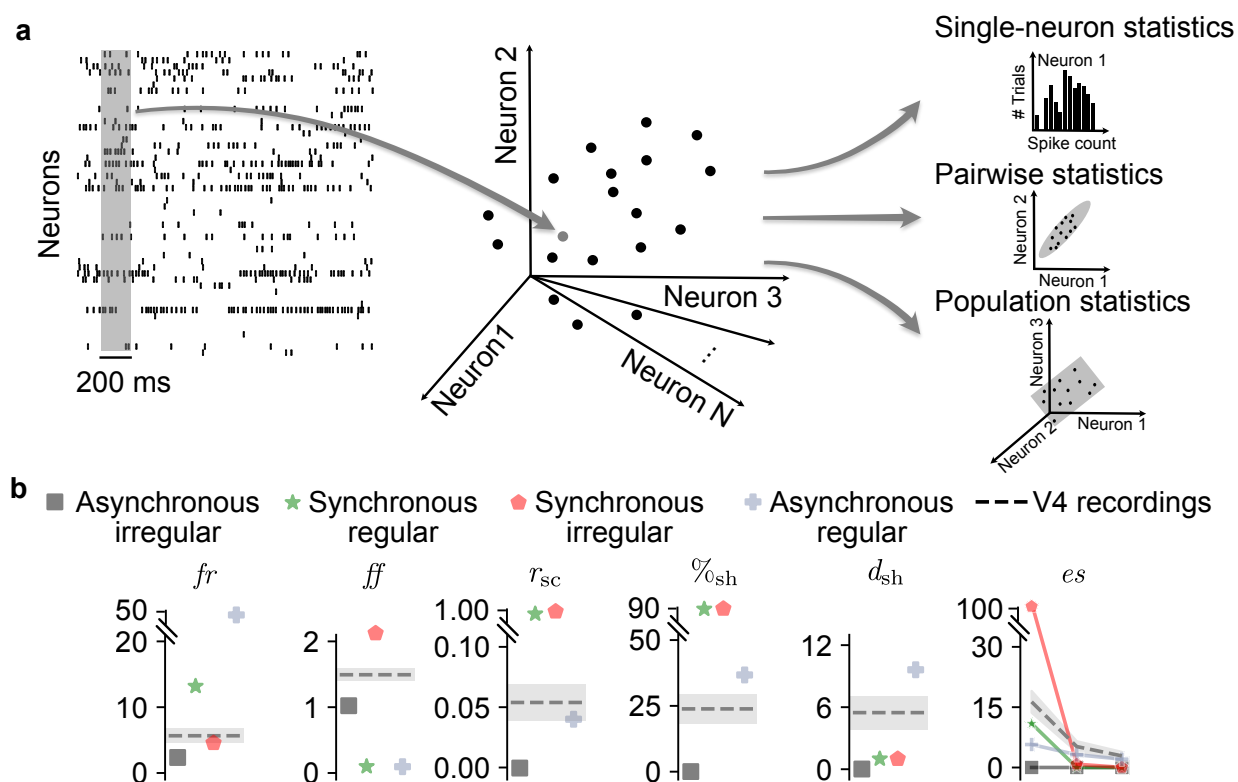 a
Neurons
200 ms
Neuron 2
Neuron 3
Neuron1
Neuron N
...
Single-neuron statistics
Neuron 1
# Trials
Spike count
Pairwise statistics
Neuron 2
Neuron 1
Population statistics
Neuron 3
Neuron 1
Neuron 2
b
Asynchronous irregular
Synchronous regular
Synchronous irregular
Asynchronous regular
V4 recordings
fr
50
20
10
0
ff
2
1
0
r_sc
1.00
0.10
0.05
0.00
%_sh
90
50
25
0
d_sh
12
6
0
es
100
30
15
0